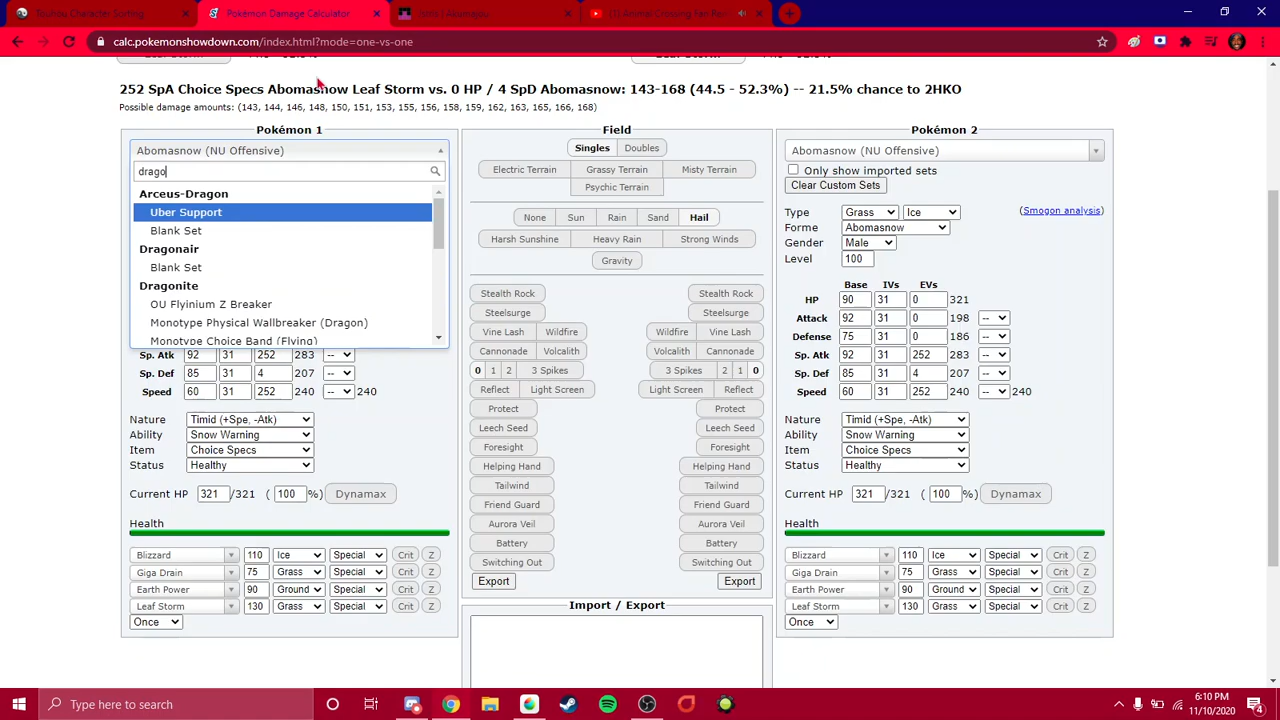 Touhou Character Sorting
Pokemon Damage Calculator
(1) Animal Crossing Fan Par
calc.pokemonshowdown.com/index.html?mode=one-vs-one
252 SpA Choice Specs Abomasnow Leaf Storm vs. 0 HP / 4 SpD Abomasnow: 143-168 (44.5 - 52.3%) -- 21.5% chance to 2HKO
Possible damage amounts: (143, 144, 146, 148, 150, 151, 153, 155, 156, 158, 159, 162, 163, 165, 166, 168)
Pokémon 1
Abomasnow (NU Offensive)
drago
Arceus-Dragon
Uber Support
Blank Set
Dragonair
Blank Set
Dragonite
OU Flyinium Z Breaker
Monotype Physical Wallbreaker (Dragon)
Monotype Choice Band (Flying)
Sp. Atk 92 31 252 283 --
Sp. Def 85 31 4 207 --
Speed 60 31 252 240 -- 240
Nature Timid (+Spe, -Atk)
Ability Snow Warning
Item Choice Specs
Status Healthy
Current HP 321 /321 ( 100 %) Dynamax
Health
Blizzard 110 Ice Special Crit Z
Giga Drain 75 Grass Special Crit Z
Earth Power 90 Ground Special Crit Z
Leaf Storm 130 Grass Special Crit Z
Once
Field
Singles Doubles
Electric Terrain Grassy Terrain Misty Terrain
Psychic Terrain
None Sun Rain Sand Hail
Harsh Sunshine Heavy Rain Strong Winds
Gravity
Stealth Rock Stealth Rock
Steelsurge Steelsurge
Vine Lash Wildfire Wildfire Vine Lash
Cannonade Volcalith Volcalith Cannonade
0 1 2 3 Spikes 3 Spikes 2 1 0
Reflect Light Screen Light Screen Reflect
Protect Protect
Leech Seed Leech Seed
Foresight Foresight
Helping Hand Helping Hand
Tailwind Tailwind
Friend Guard Friend Guard
Aurora Veil Aurora Veil
Battery Battery
Switching Out Switching Out
Export Export
Import / Export
Pokémon 2
Abomasnow (NU Offensive)
Only show imported sets
Clear Custom Sets
Type Grass Ice (Smogon analysis)
Forme Abomasnow
Gender Male
Level 100
Base IVs EVs
HP 90 31 0 321
Attack 92 31 0 198 --
Defense 75 31 0 186 --
Sp. Atk 92 31 252 283 --
Sp. Def 85 31 4 207 --
Speed 60 31 252 240 -- 240
Nature Timid (+Spe, -Atk)
Ability Snow Warning
Item Choice Specs
Status Healthy
Current HP 321 /321 ( 100 %) Dynamax
Health
Blizzard 110 Ice Special Crit Z
Giga Drain 75 Grass Special Crit Z
Earth Power 90 Ground Special Crit Z
Leaf Storm 130 Grass Special Crit Z
Once
Type here to search
6:10 PM
11/10/2020
4